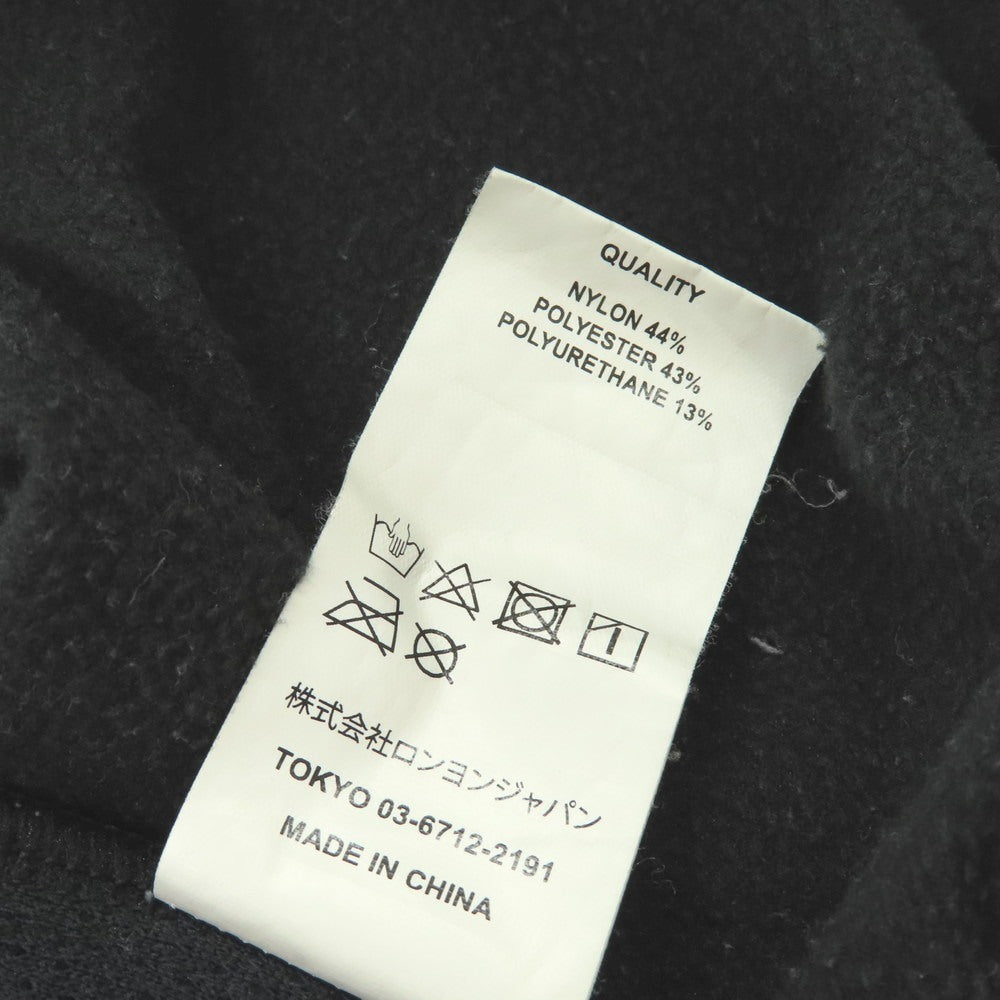 QUALITY
NYLON 44%
POLYESTER 43%
POLYURETHANE 13%
株式会社ロンヨンジャパン
TOKYO 03-6712-2191
MADE IN CHINA